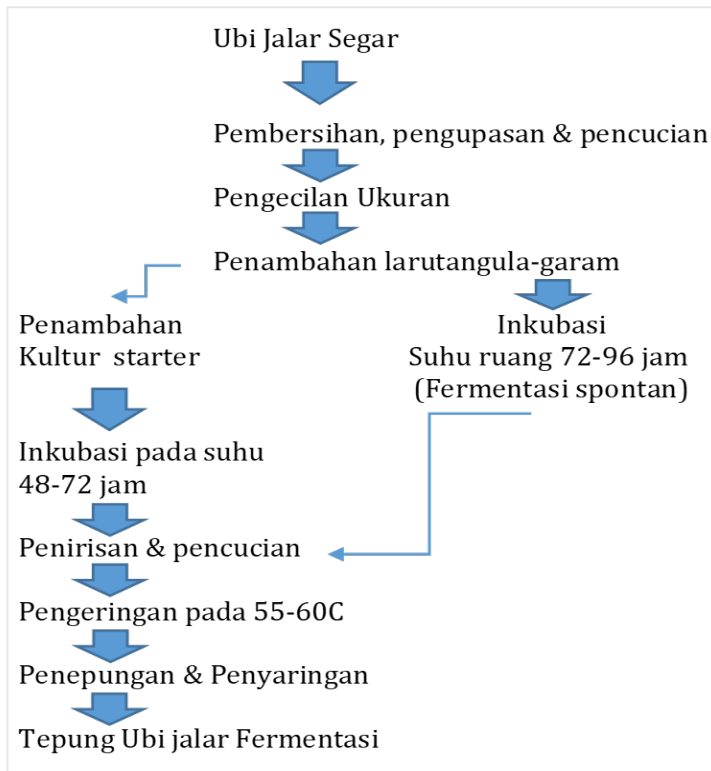 Ubi Jalar Segar
Pembersihan, pengupasan & pencucian
Pengecilan Ukuran
Penambahan larutangula-garam
Penambahan
Kultur starter
Inkubasi
Suhu ruang 72-96 jam
(Fermentasi spontan)
Inkubasi pada suhu
48-72 jam
Penirisan & pencucian
Pengeringan pada 55-60C
Penepungan & Penyaringan
Tepung Ubi jalar Fermentasi